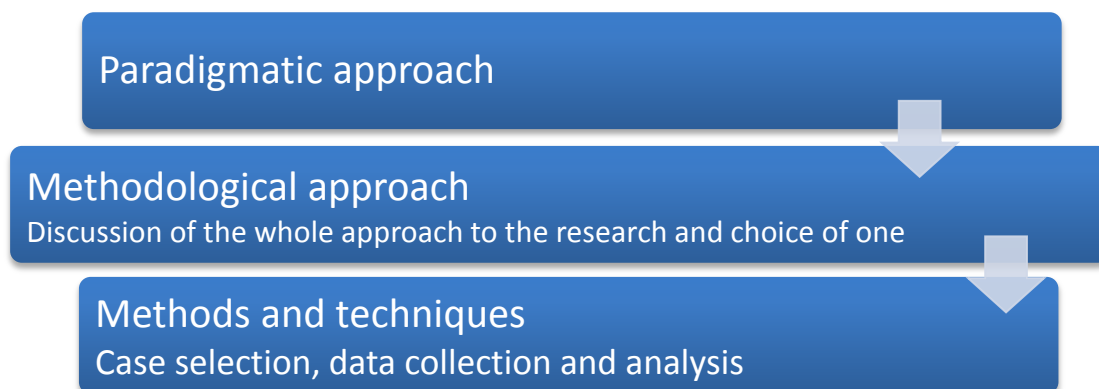 Paradigmatic approach
Methodological approach
Discussion of the whole approach to the research and choice of one
Methods and techniques
Case selection, data collection and analysis